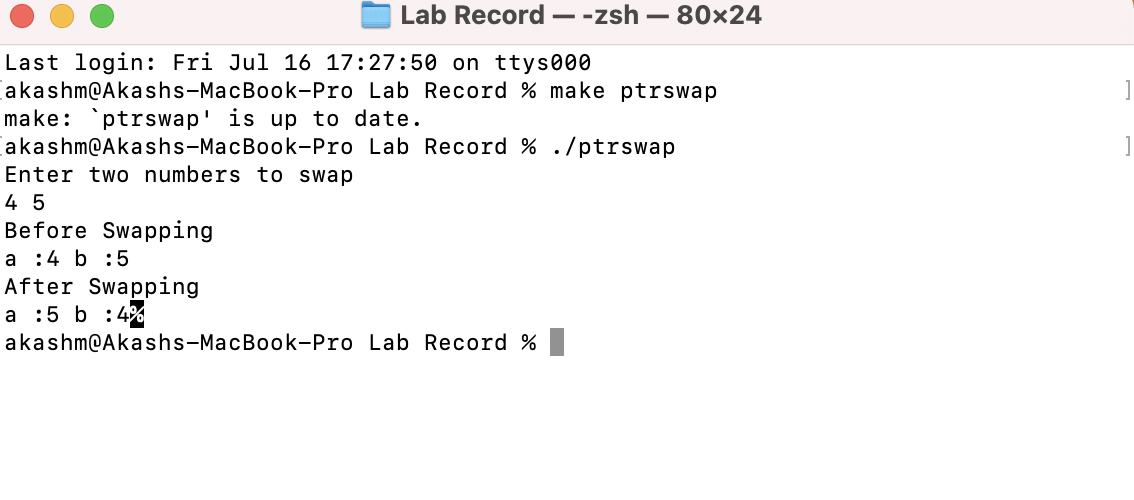 Lab Record — -zsh — 80×24
Last login: Fri Jul 16 17:27:50 on ttys000
[akashm@Akashs-MacBook-Pro Lab Record % make ptrswap ]
make: `ptrswap' is up to date.
[akashm@Akashs-MacBook-Pro Lab Record % ./ptrswap ]
Enter two numbers to swap
4 5
Before Swapping
a :4 b :5
After Swapping
a :5 b :4%
akashm@Akashs-MacBook-Pro Lab Record %